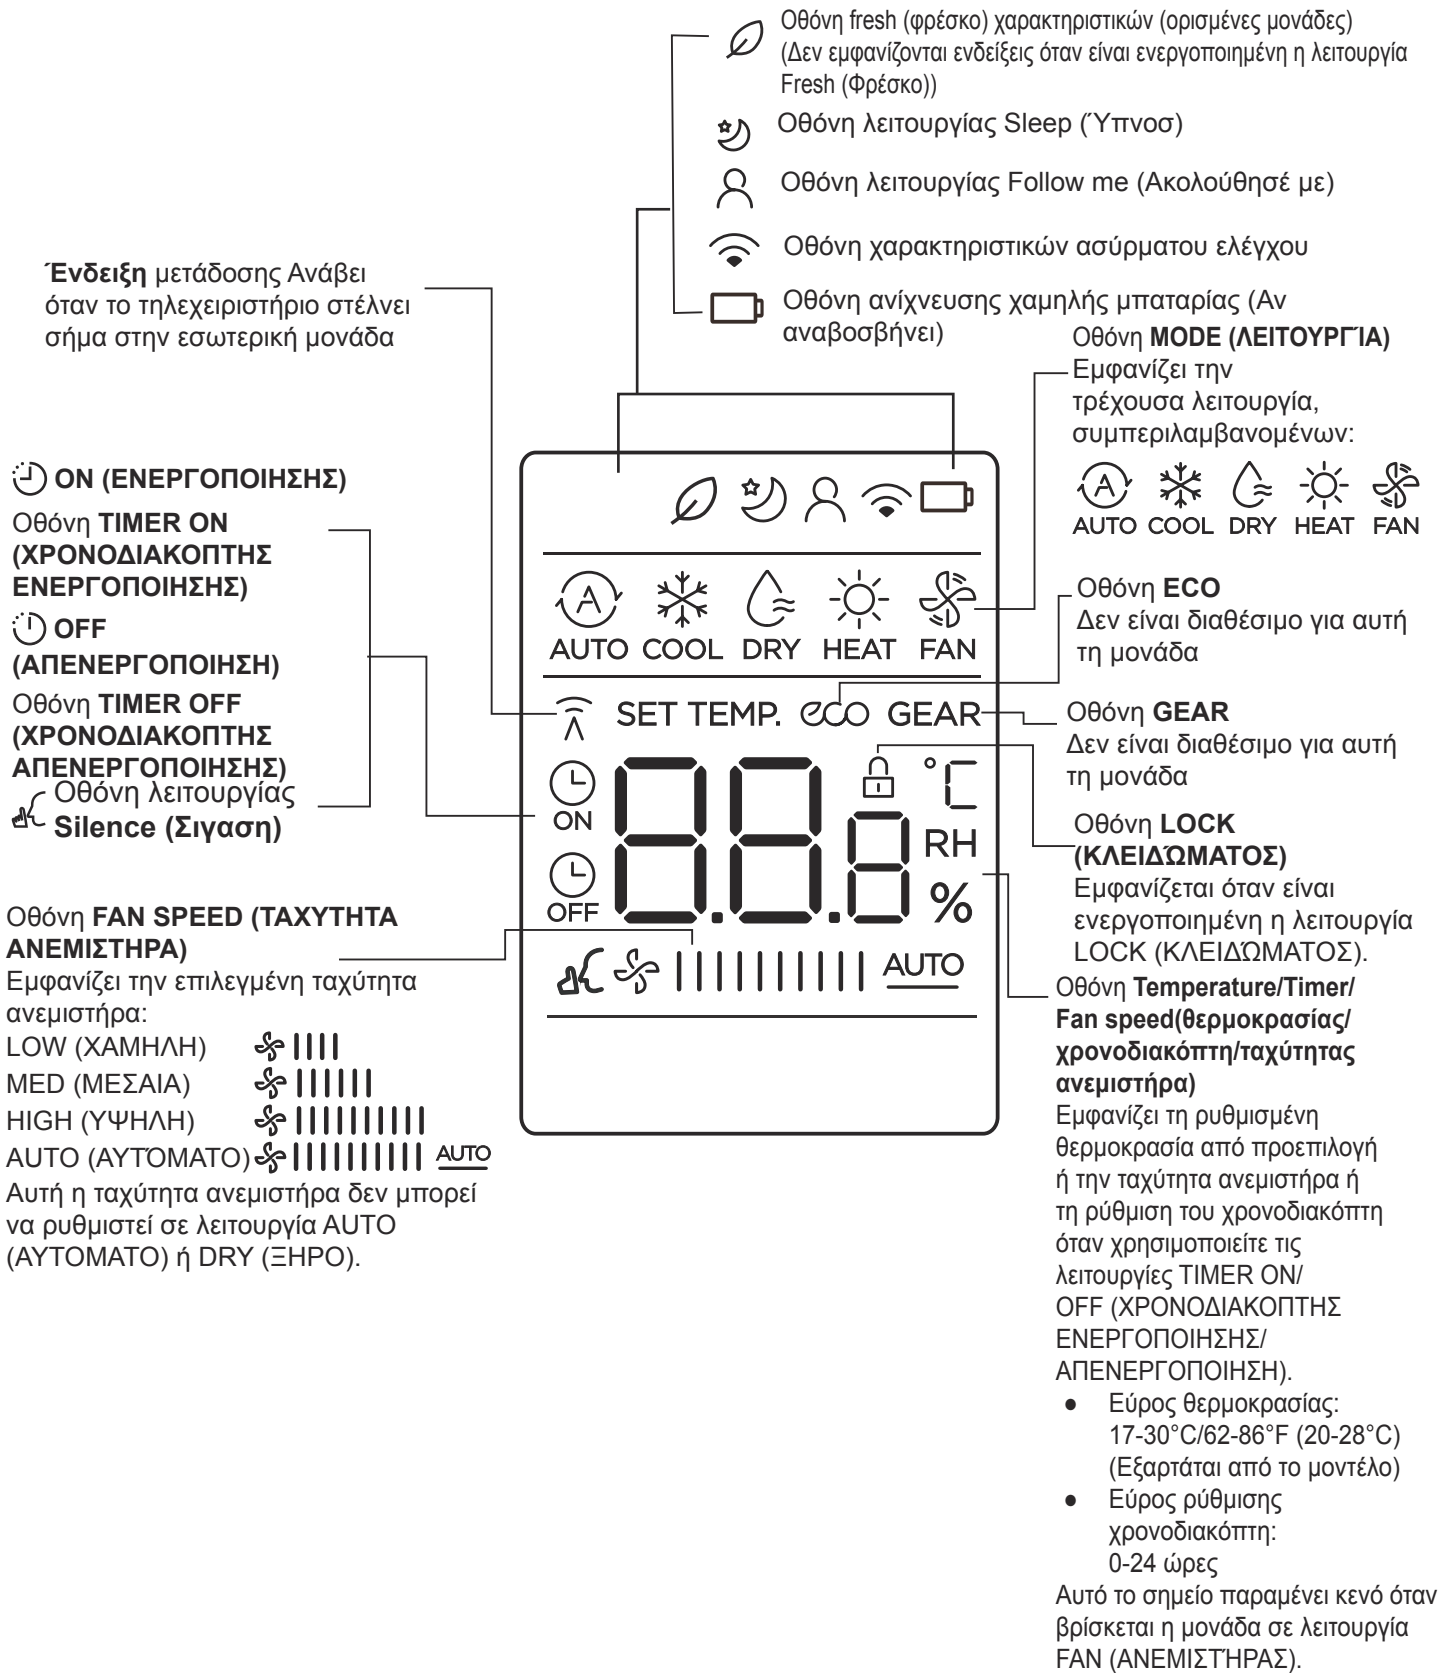 Οθόνη fresh (φρέσκο) χαρακτηριστικών (ορισμένες μονάδες)
(Δεν εμφανίζονται ενδείξεις όταν είναι ενεργοποιημένη η λειτουργία
Fresh (Φρέσκο))
Οθόνη λειτουργίας Sleep (Ύπνοσ)
Οθόνη λειτουργίας Follow me (Ακολούθησέ με)
Οθόνη χαρακτηριστικών ασύρματου ελέγχου
Οθόνη ανίχνευσης χαμηλής μπαταρίας (Αν
αναβοσβήνει)
Ένδειξη μετάδοσης Ανάβει
όταν το τηλεχειριστήριο στέλνει
σήμα στην εσωτερική μονάδα
ON (ΕΝΕΡΓΟΠΟΙΗΣΗΣ)
Οθόνη TIMER ON
(ΧΡΟΝΟΔΙΑΚΟΠΤΗΣ
ΕΝΕΡΓΟΠΟΙΗΣΗΣ)
OFF
(ΑΠΕΝΕΡΓΟΠΟΙΗΣΗ)
Οθόνη TIMER OFF
(ΧΡΟΝΟΔΙΑΚΟΠΤΗΣ
ΑΠΕΝΕΡΓΟΠΟΙΗΣΗΣ)
Οθόνη λειτουργίας
Silence (Σιγαση)
Οθόνη FAN SPEED (ΤΑΧΥΤΗΤΑ
ΑΝΕΜΙΣΤΗΡΑ)
Εμφανίζει την επιλεγμένη ταχύτητα
ανεμιστήρα:
LOW (ΧΑΜΗΛΗ)
MED (ΜΕΣΑΙΑ)
HIGH (ΥΨΗΛΗ)
AUTO (ΑΥΤΌΜΑΤΟ) AUTO
Αυτή η ταχύτητα ανεμιστήρα δεν μπορεί
να ρυθμιστεί σε λειτουργία AUTO
(ΑΥΤΟΜΑΤΟ) ή DRY (ΞΗΡΟ).
AUTO COOL DRY HEAT FAN
SET TEMP. eco GEAR
ON
OFF
88.8
°C
RH
%
AUTO
Οθόνη MODE (ΛΕΙΤΟΥΡΓΊΑ)
Εμφανίζει την
τρέχουσα λειτουργία,
συμπεριλαμβανομένων:
AUTO COOL DRY HEAT FAN
Οθόνη ECO
Δεν είναι διαθέσιμο για αυτή
τη μονάδα
Οθόνη GEAR
Δεν είναι διαθέσιμο για αυτή
τη μονάδα
Οθόνη LOCK
(ΚΛΕΙΔΏΜΑΤΟΣ)
Εμφανίζεται όταν είναι
ενεργοποιημένη η λειτουργία
LOCK (ΚΛΕΙΔΏΜΑΤΟΣ).
Οθόνη Temperature/Timer/
Fan speed(θερμοκρασίας/
χρονοδιακόπτη/ταχύτητας
ανεμιστήρα)
Εμφανίζει τη ρυθμισμένη
θερμοκρασία από προεπιλογή
ή την ταχύτητα ανεμιστήρα ή
τη ρύθμιση του χρονοδιακόπτη
όταν χρησιμοποιείτε τις
λειτουργίες TIMER ON/
OFF (ΧΡΟΝΟΔΙΑΚΟΠΤΗΣ
ΕΝΕΡΓΟΠΟΙΗΣΗΣ/
ΑΠΕΝΕΡΓΟΠΟΙΗΣΗ).
● Εύρος θερμοκρασίας:
17-30°C/62-86°F (20-28°C)
(Εξαρτάται από το μοντέλο)
● Εύρος ρύθμισης
χρονοδιακόπτη:
0-24 ώρες
Αυτό το σημείο παραμένει κενό όταν
βρίσκεται η μονάδα σε λειτουργία
FAN (ΑΝΕΜΙΣΤΉΡΑΣ).